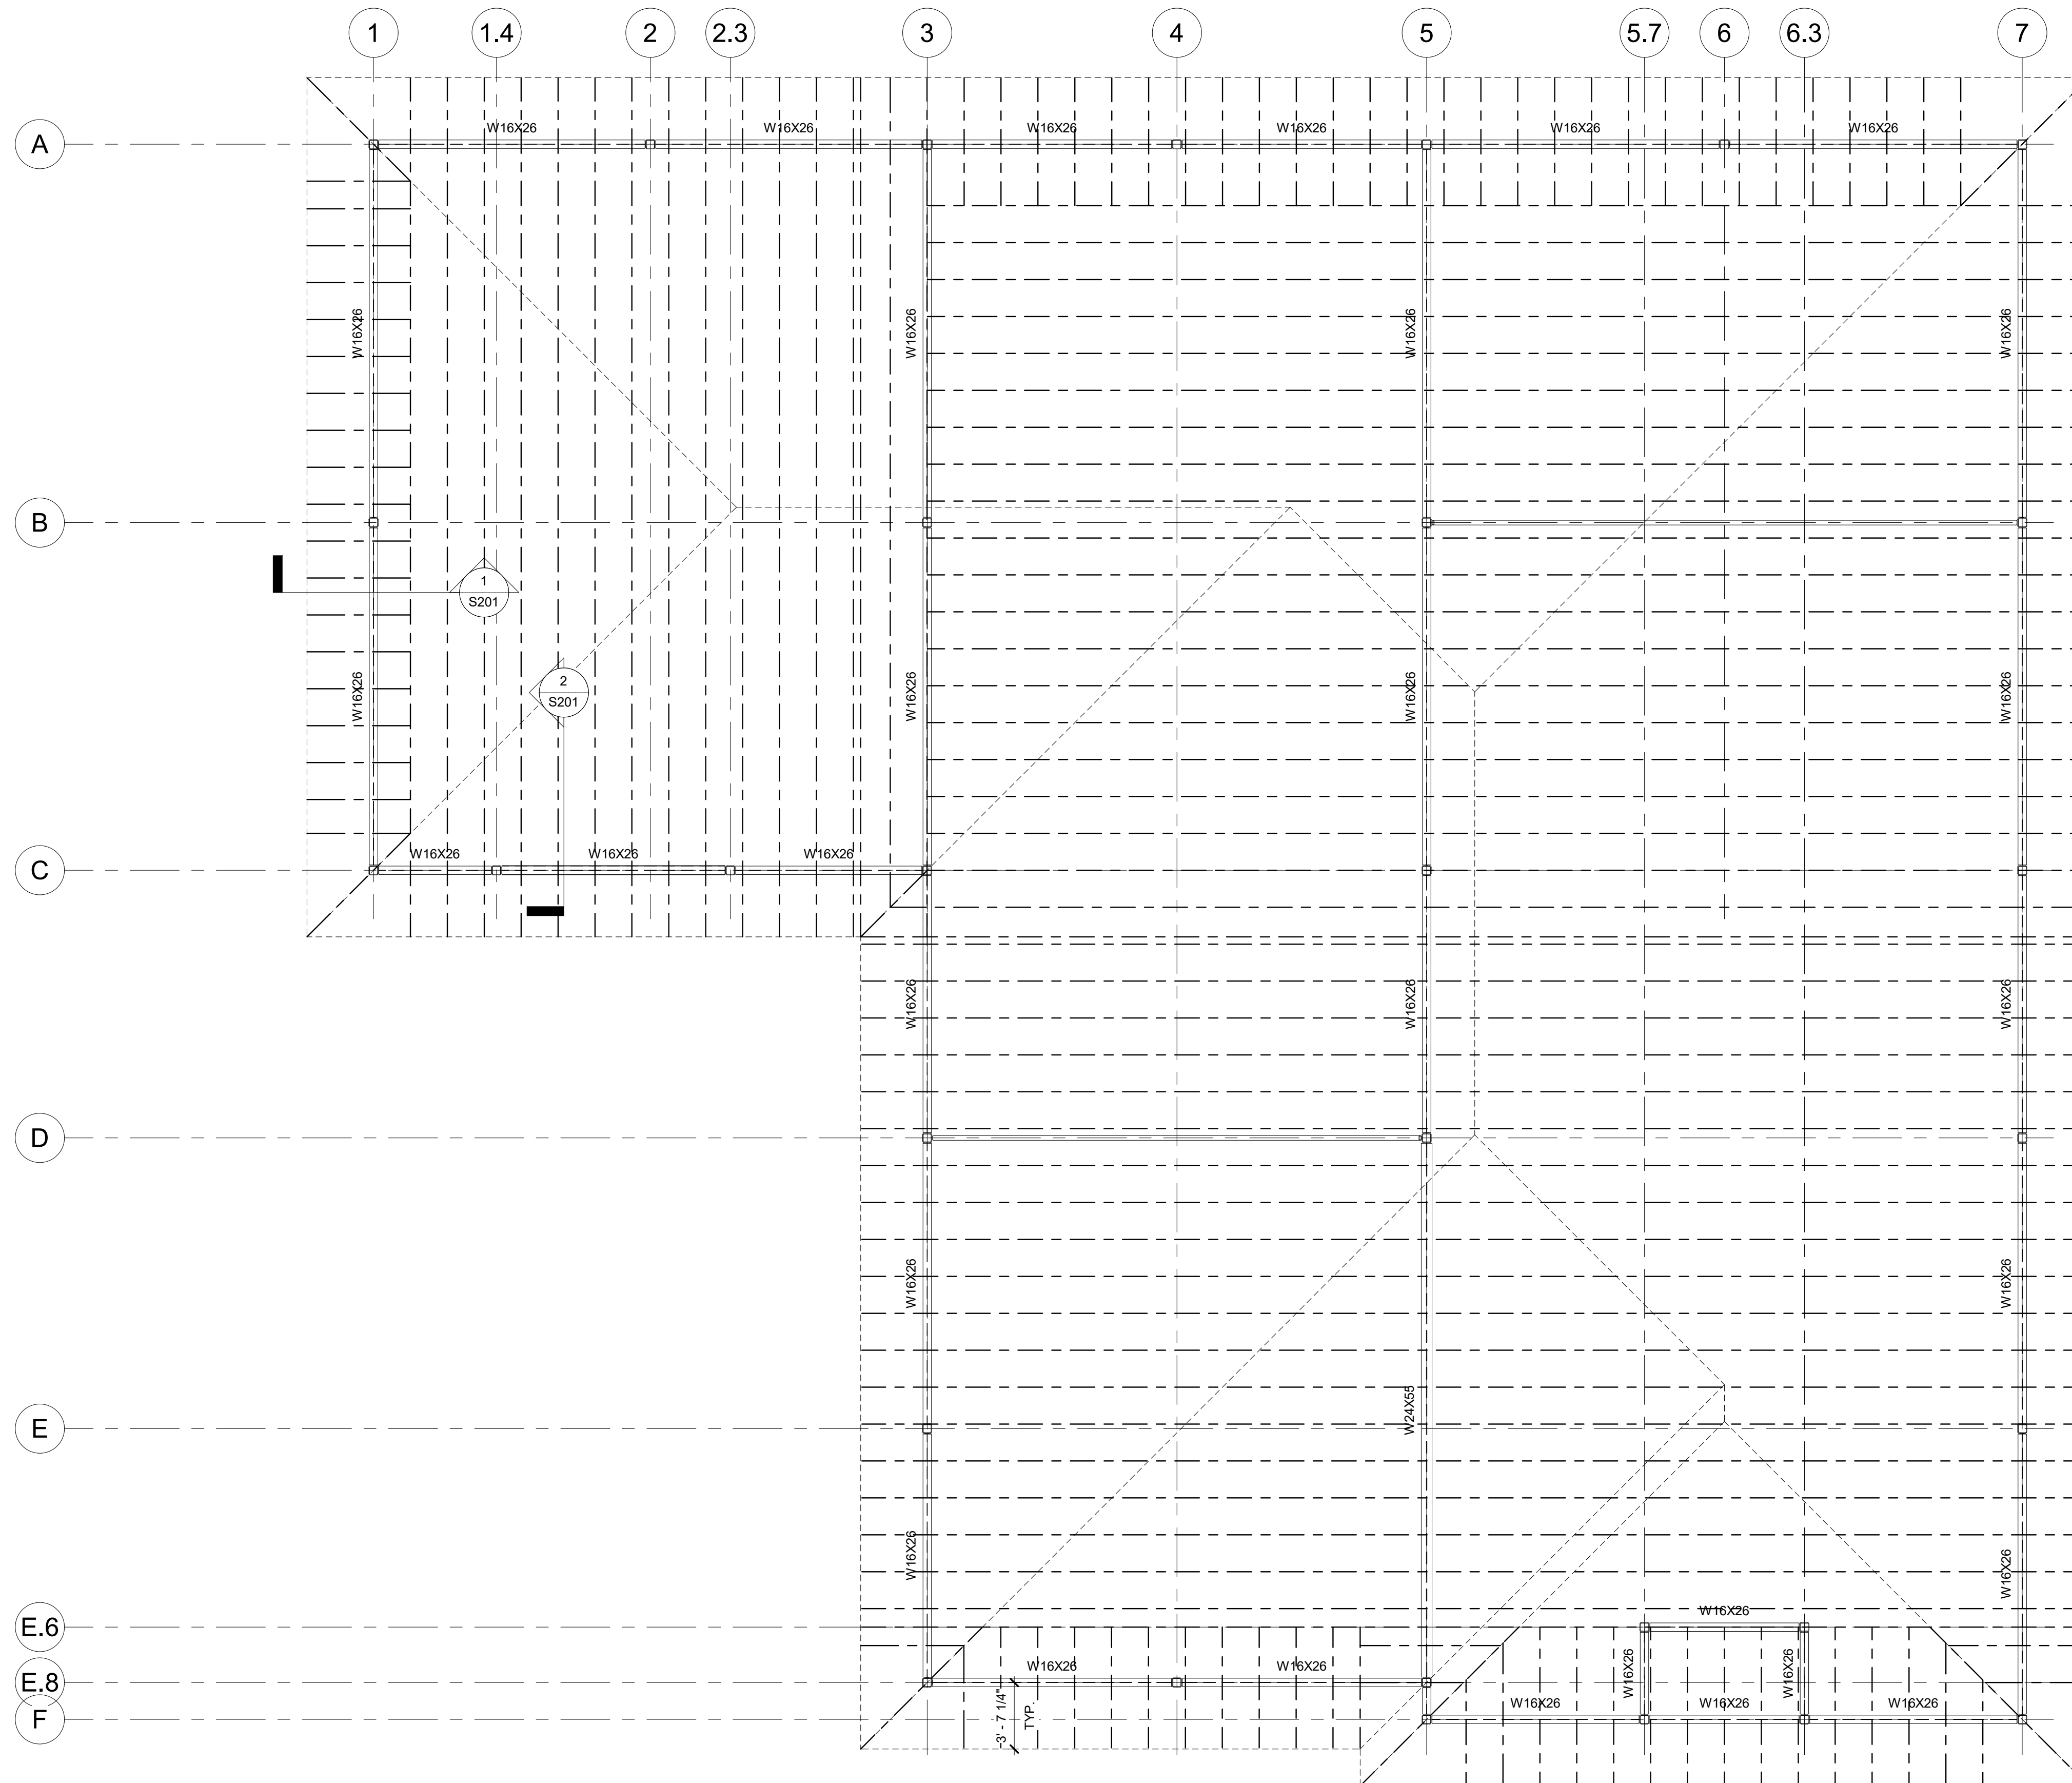 1 1.4 2 2.3 3 4 5 5.7 6 6.3 7
W16X26 W16X26 W16X26 W16X26 W16X26 W16X26
A
W16X26 W16X26 W16X26 W16X26
B
1
S201
2
S201
W16X26 W16X26 W16X26 W16X26
W16X26 W16X26 W16X26
C
W16X26 W16X26 W16X26
D
W16X26 W16X26
W24X55
E
W16X26 W16X26
W16X26
E.6
W16X26 W16X26
W16X26 W16X26
E.8
W16X26 W16X26 W16X26
F
3' - 7 1/4"
TYP.